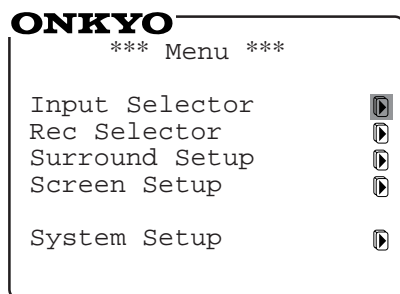 ONKYO
*** Menu ***
Input Selector
Rec Selector
Surround Setup
Screen Setup
System Setup